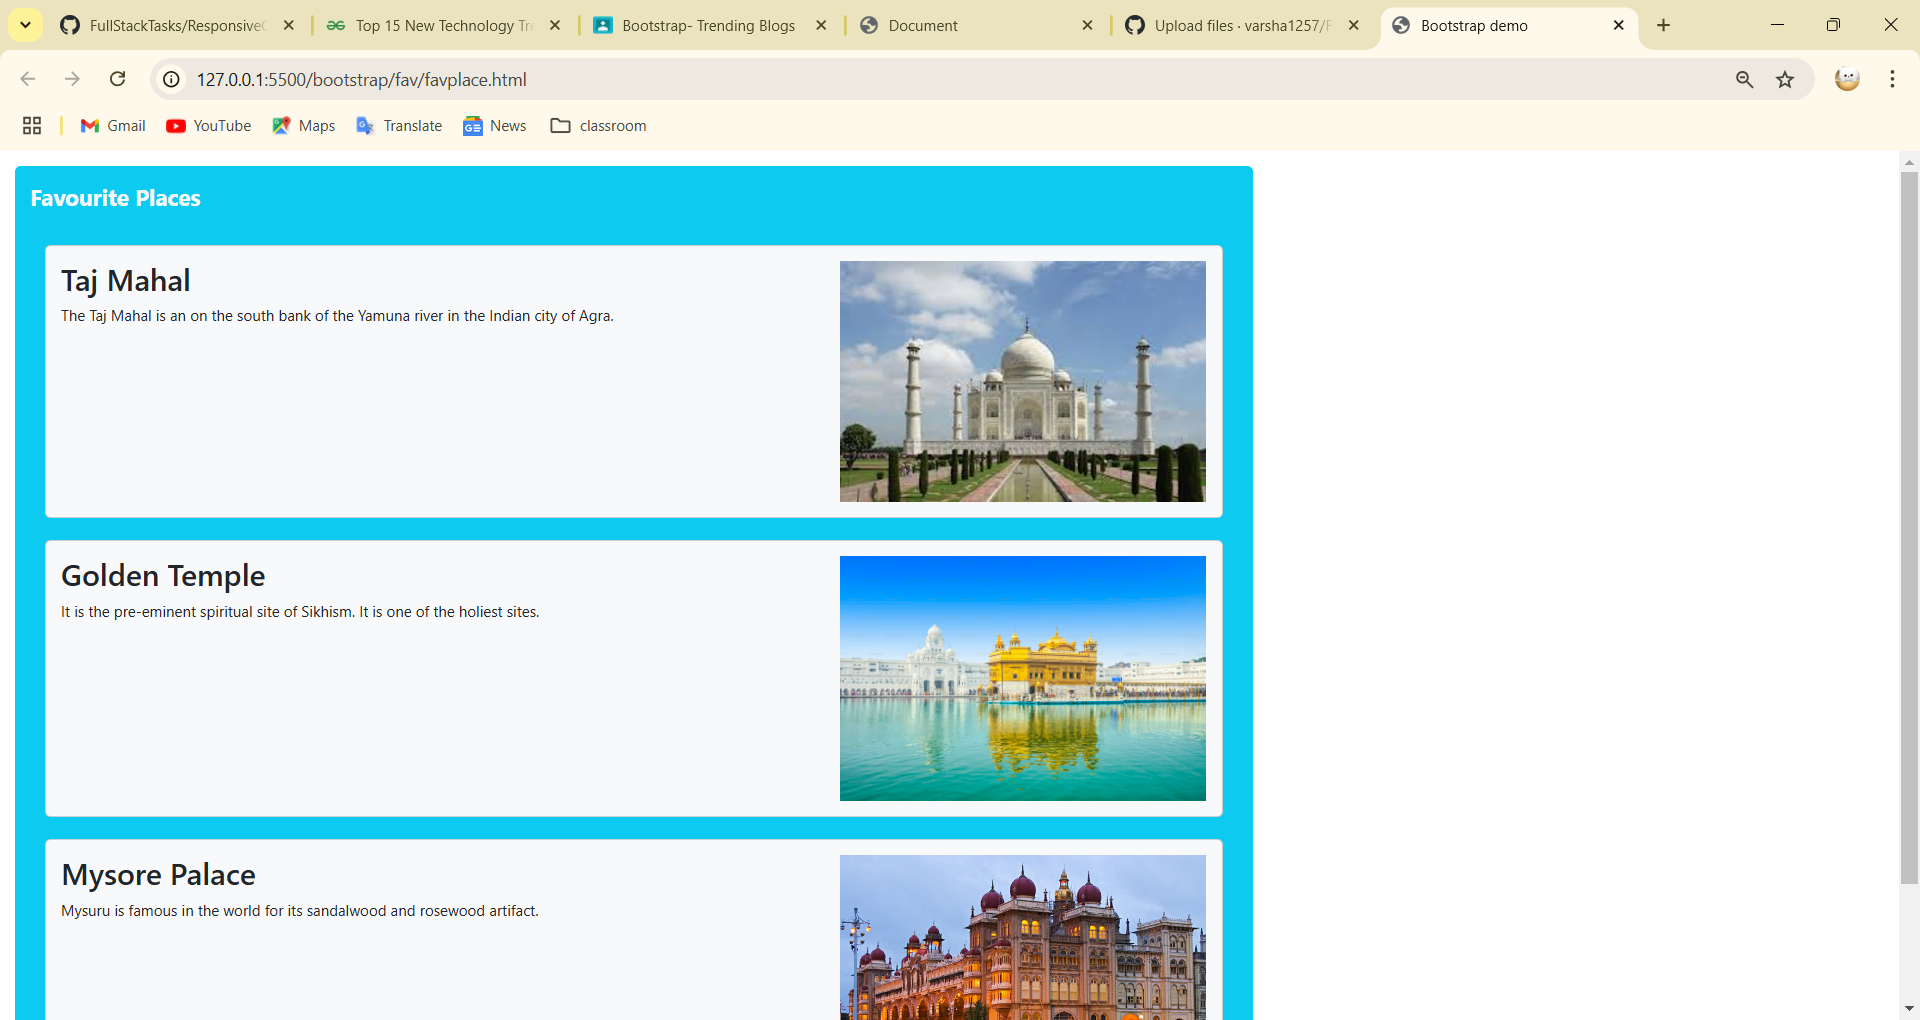 FullStackTasks/Responsive
Top 15 New Technology Tr
Bootstrap- Trending Blogs
Document
Upload files · varsha1257/F
Bootstrap demo
127.0.0.1:5500/bootstrap/fav/favplace.html
Gmail
YouTube
Maps
Translate
News
classroom
Favourite Places
Taj Mahal
The Taj Mahal is an on the south bank of the Yamuna river in the Indian city of Agra.
Golden Temple
It is the pre-eminent spiritual site of Sikhism. It is one of the holiest sites.
Mysore Palace
Mysuru is famous in the world for its sandalwood and rosewood artifact.